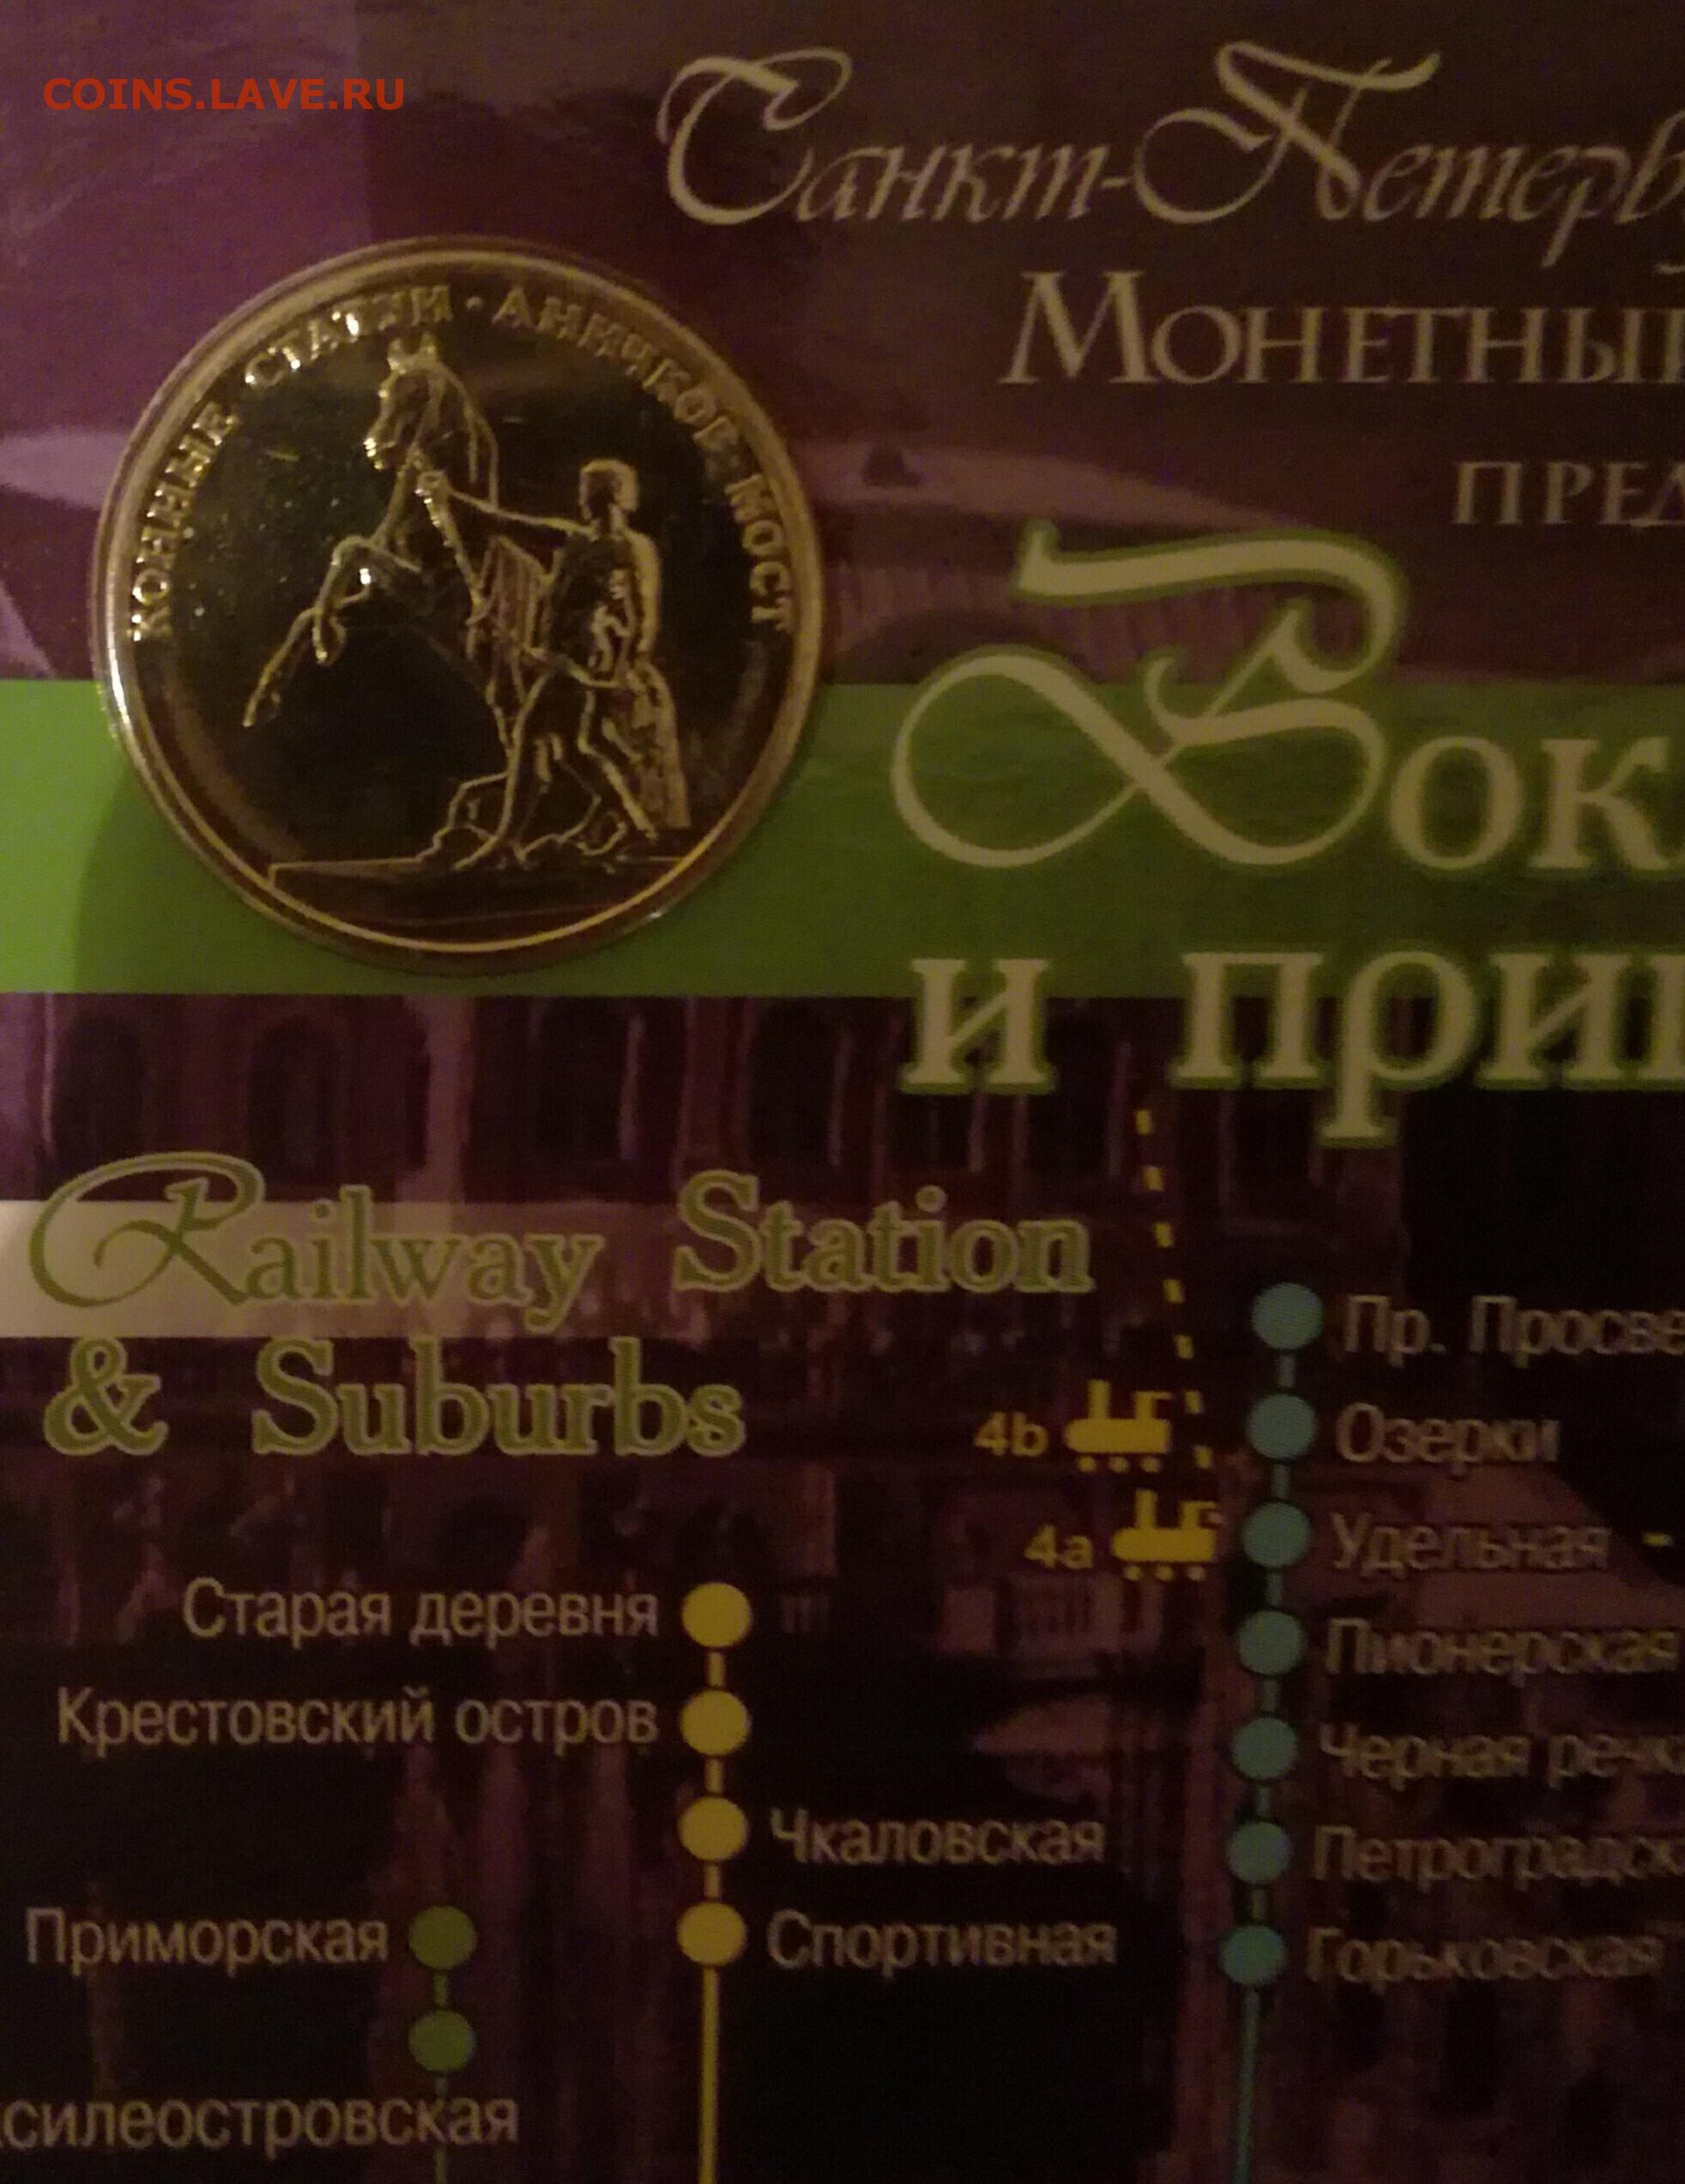 COINS.LAVE.RU
Санкт-Петерб
Монетный
КОННЫЕ СТАТУИ · АНИЧКОВ МОСТ
ПРЕД
Вок
и при
Railway Station
& Suburbs
Пр. Просве
4b
Озерки
4a
Удельная
Старая деревня
Пионерская
Крестовский остров
Черная речк
Чкаловская
Петроградск
Приморская
Спортивная
Горьковская
силеостровская